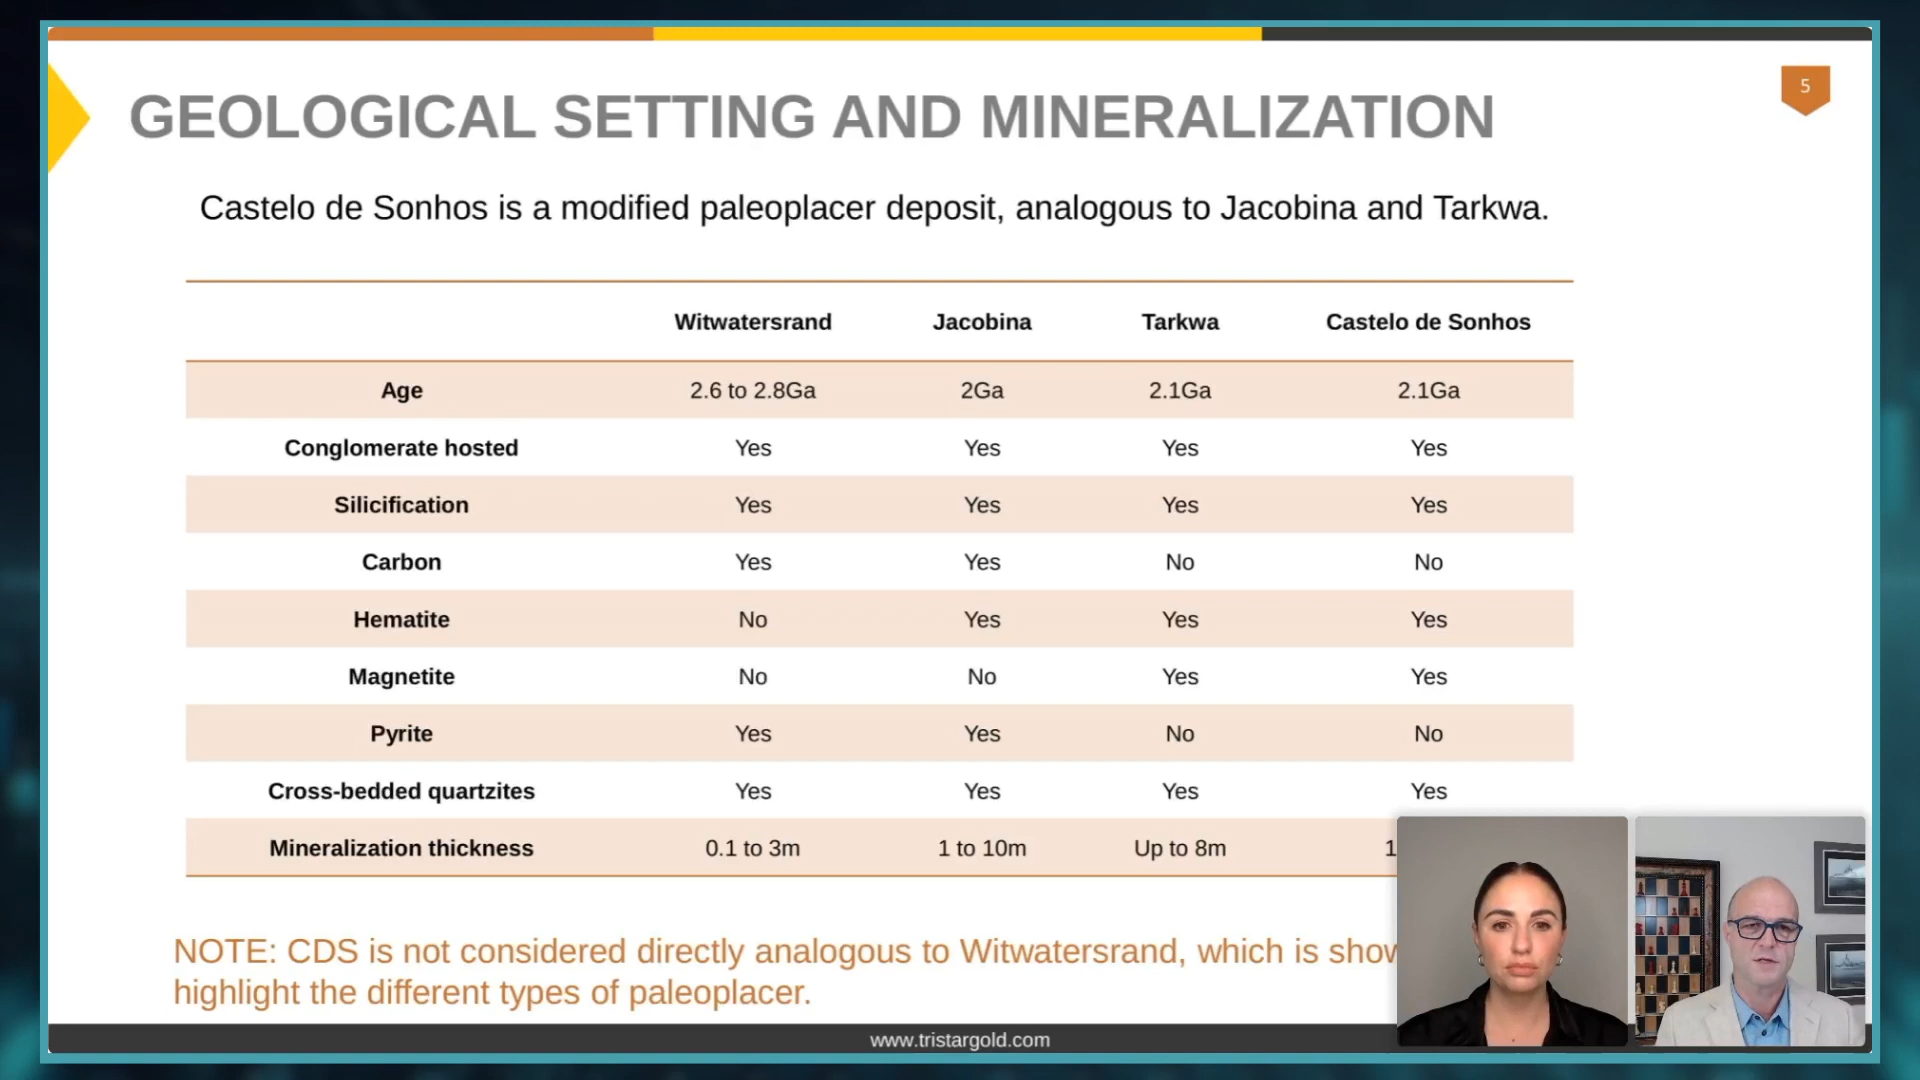 5
GEOLOGICAL SETTING AND MINERALIZATION
Castelo de Sonhos is a modified paleoplacer deposit, analogous to Jacobina and Tarkwa.
Witwatersrand Jacobina Tarkwa Castelo de Sonhos
Age 2.6 to 2.8Ga 2Ga 2.1Ga 2.1Ga
Conglomerate hosted Yes Yes Yes Yes
Silicification Yes Yes Yes Yes
Carbon Yes Yes No No
Hematite No Yes Yes Yes
Magnetite No No Yes Yes
Pyrite Yes Yes No No
Cross-bedded quartzites Yes Yes Yes Yes
Mineralization thickness 0.1 to 3m 1 to 10m Up to 8m 1
NOTE: CDS is not considered directly analogous to Witwatersrand, which is
highlight the different types of paleoplacer.
www.tristargold.com